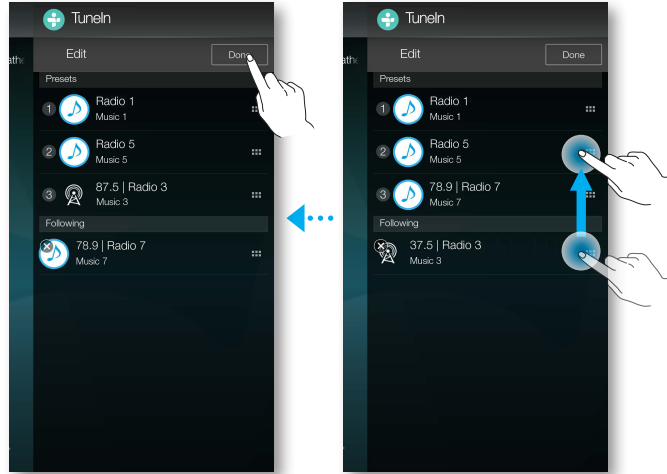 TuneIn
Edit
Done
Presets
1
Radio 1
Music 1
2
Radio 5
Music 5
3
87.5 | Radio 3
Music 3
Following
78.9 | Radio 7
Music 7
TuneIn
Edit
Done
Presets
1
Radio 1
Music 1
2
Radio 5
Music 5
3
78.9 | Radio 7
Music 7
Following
37.5 | Radio 3
Music 3